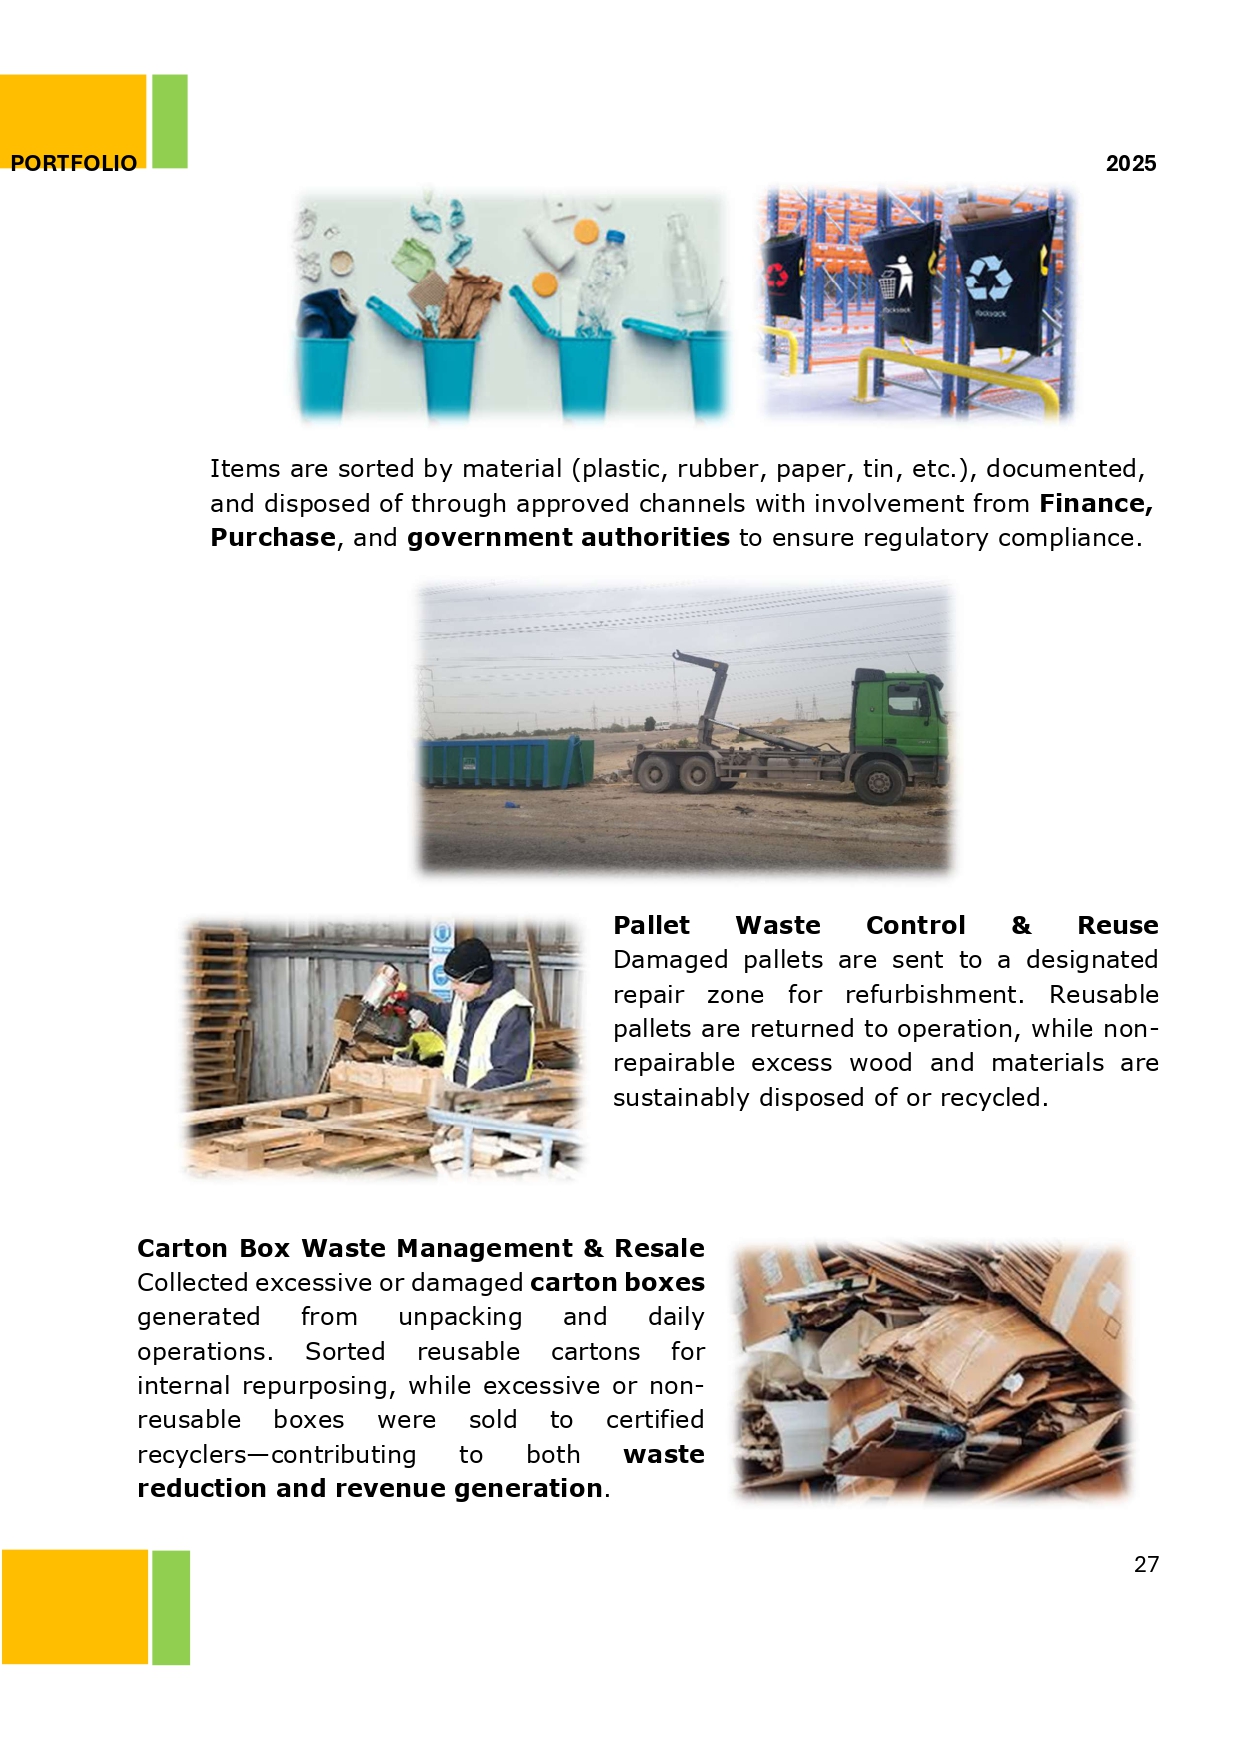 PORTFOLIO
2025
Racksack
Racksack
Items are sorted by material (plastic, rubber, paper, tin, etc.), documented,
and disposed of through approved channels with involvement from Finance,
Purchase, and government authorities to ensure regulatory compliance.
Pallet Waste Control & Reuse
Damaged pallets are sent to a designated
repair zone for refurbishment. Reusable
pallets are returned to operation, while non-
repairable excess wood and materials are
sustainably disposed of or recycled.
Carton Box Waste Management & Resale
Collected excessive or damaged carton boxes
generated from unpacking and daily
operations. Sorted reusable cartons for
internal repurposing, while excessive or non-
reusable boxes were sold to certified
recyclers—contributing to both waste
reduction and revenue generation.
27